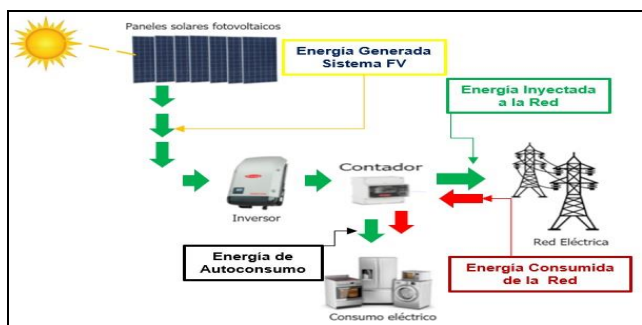 Paneles solares fotovoltaicos
Energía Generada
Sistema FV
Energía Inyectada
a la Red
Contador
Inversor
Red Eléctrica
Energía de
Autoconsumo
Energía Consumida
de la Red
Consumo eléctrico